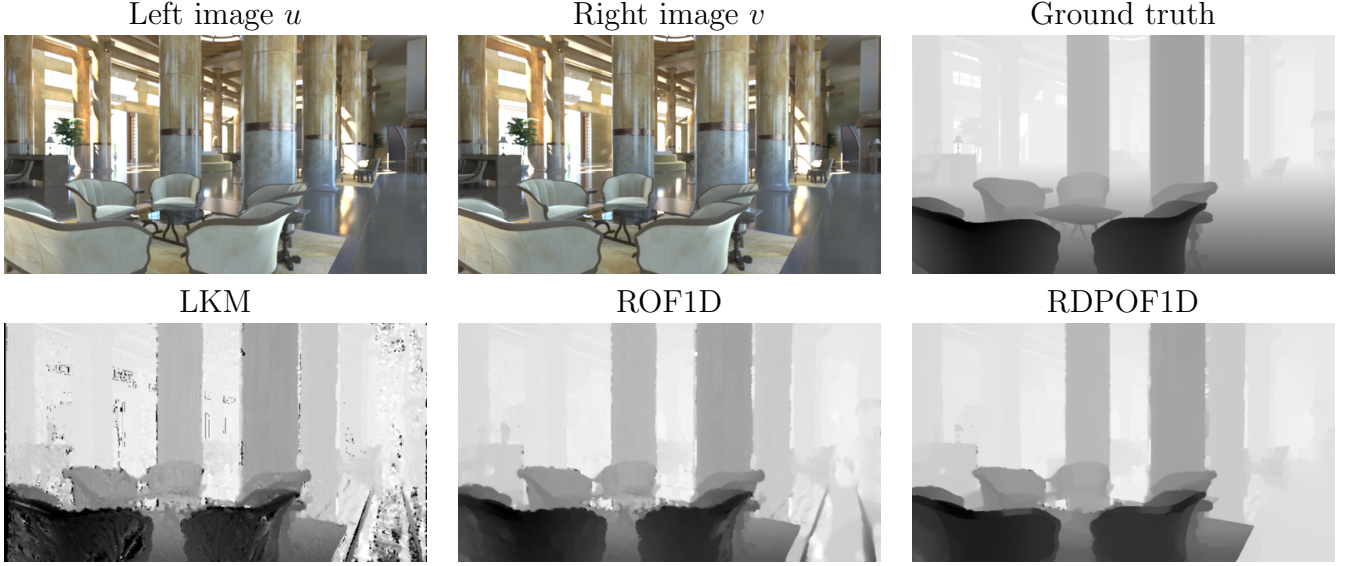 Left image u
Right image v
Ground truth
LKM
ROF1D
RDPOF1D